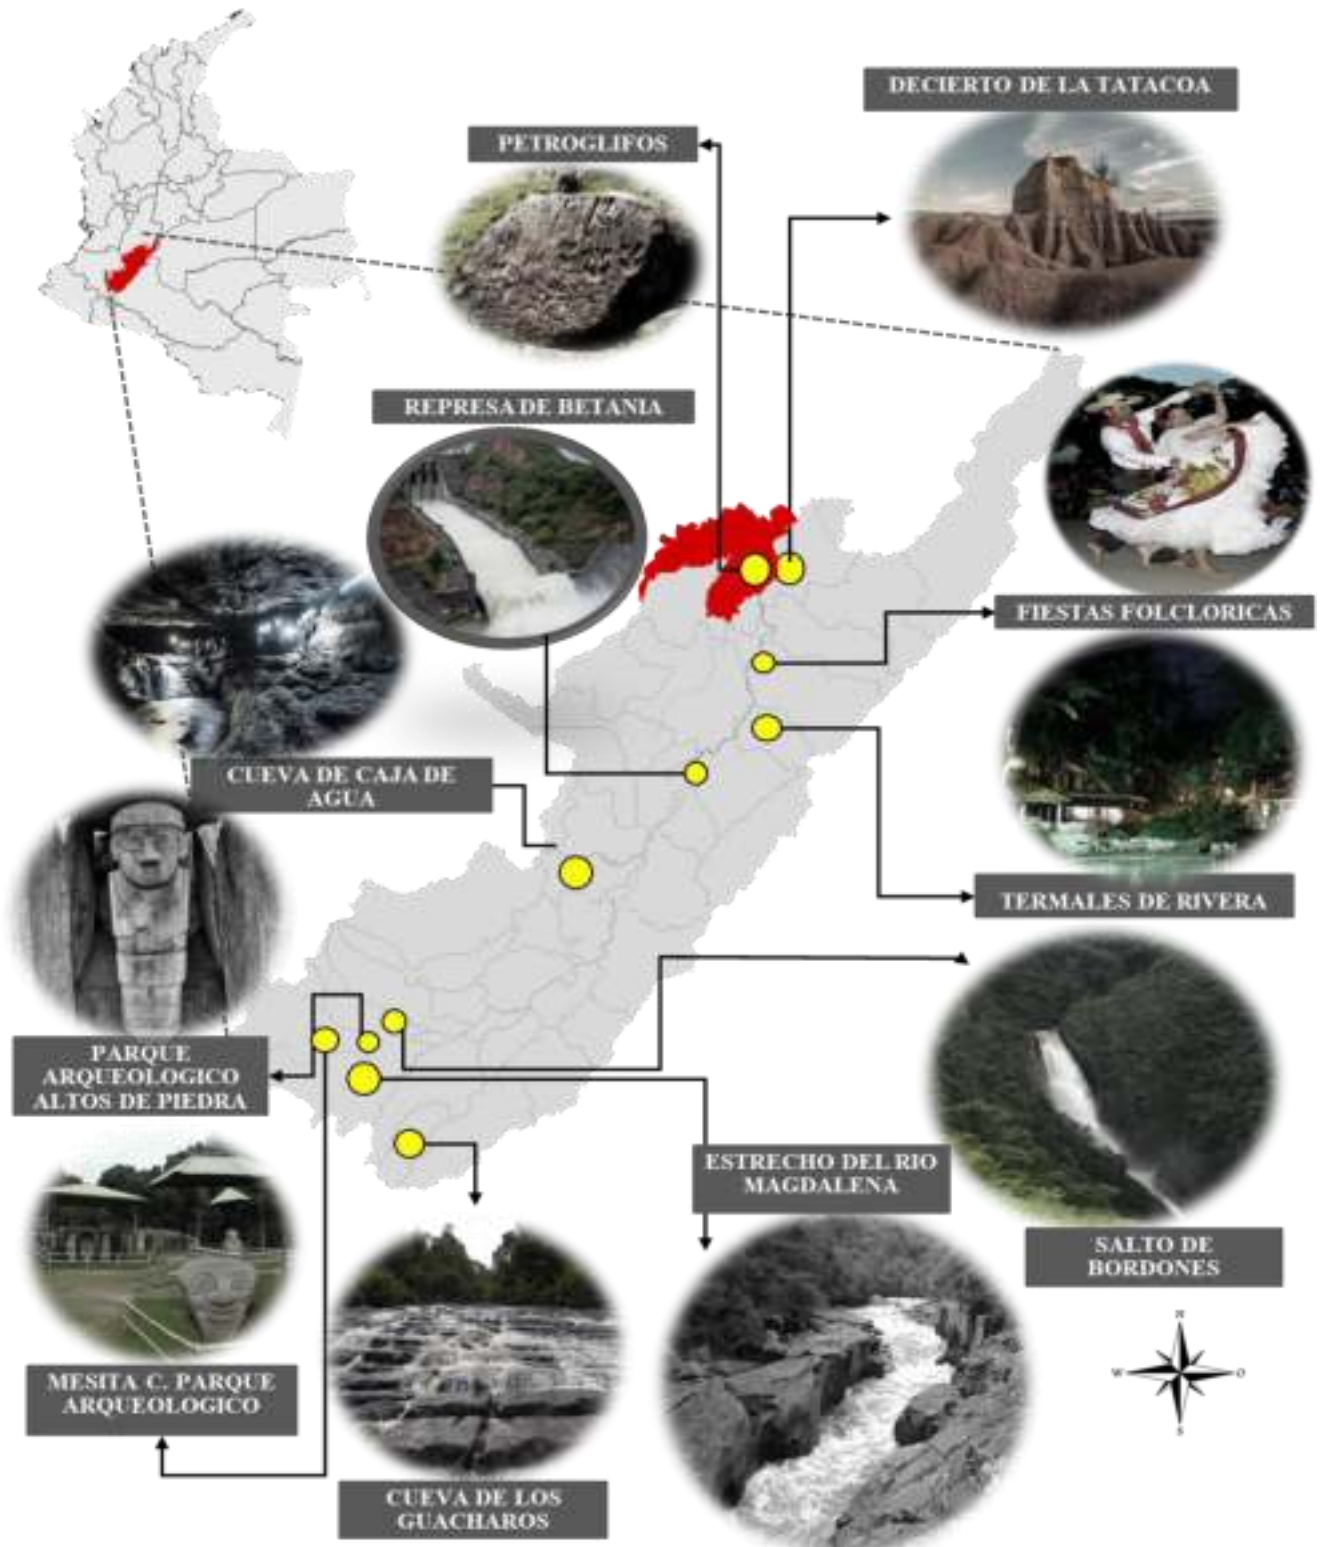 DECIERTO DE LA TATACOA
PETROGLIFOS
REPRESA DE BETANIA
FIESTAS FOLCLORICAS
CUEVA DE CAJA DE
AGUA
TERMALES DE RIVERA
PARQUE
ARQUEOLOGICO
ALTOS DE PIEDRA
ESTRECHO DEL RIO
MAGDALENA
SALTO DE
BORDONES
MESITA C. PARQUE
ARQUEOLOGICO
CUEVA DE LOS
GUACHAROS
N
W
O
S